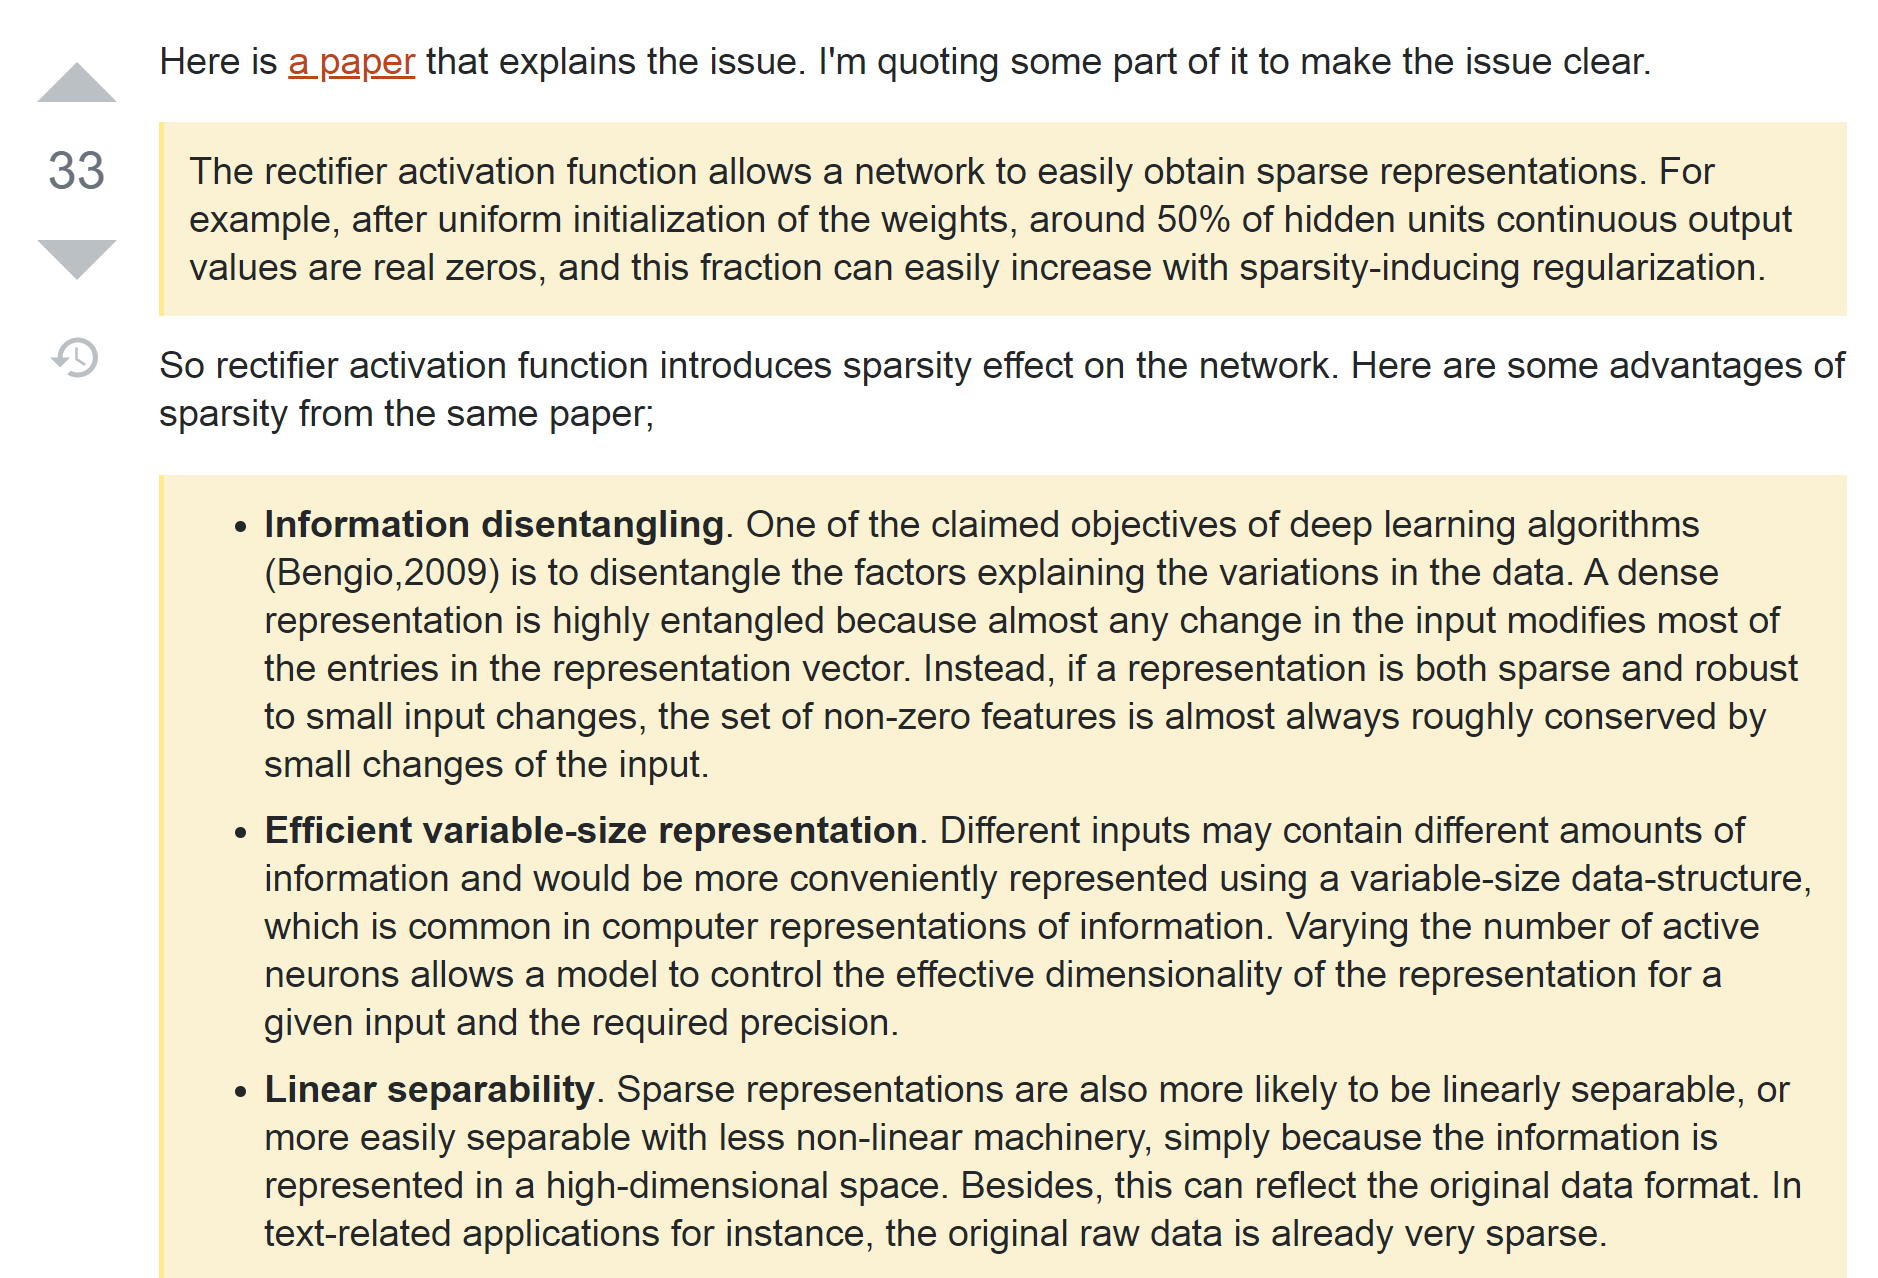 Here is a paper that explains the issue. I'm quoting some part of it to make the issue clear.
33
The rectifier activation function allows a network to easily obtain sparse representations. For
example, after uniform initialization of the weights, around 50% of hidden units continuous output
values are real zeros, and this fraction can easily increase with sparsity-inducing regularization.
So rectifier activation function introduces sparsity effect on the network. Here are some advantages of
sparsity from the same paper;
• Information disentangling. One of the claimed objectives of deep learning algorithms
(Bengio,2009) is to disentangle the factors explaining the variations in the data. A dense
representation is highly entangled because almost any change in the input modifies most of
the entries in the representation vector. Instead, if a representation is both sparse and robust
to small input changes, the set of non-zero features is almost always roughly conserved by
small changes of the input.
• Efficient variable-size representation. Different inputs may contain different amounts of
information and would be more conveniently represented using a variable-size data-structure,
which is common in computer representations of information. Varying the number of active
neurons allows a model to control the effective dimensionality of the representation for a
given input and the required precision.
• Linear separability. Sparse representations are also more likely to be linearly separable, or
more easily separable with less non-linear machinery, simply because the information is
represented in a high-dimensional space. Besides, this can reflect the original data format. In
text-related applications for instance, the original raw data is already very sparse.